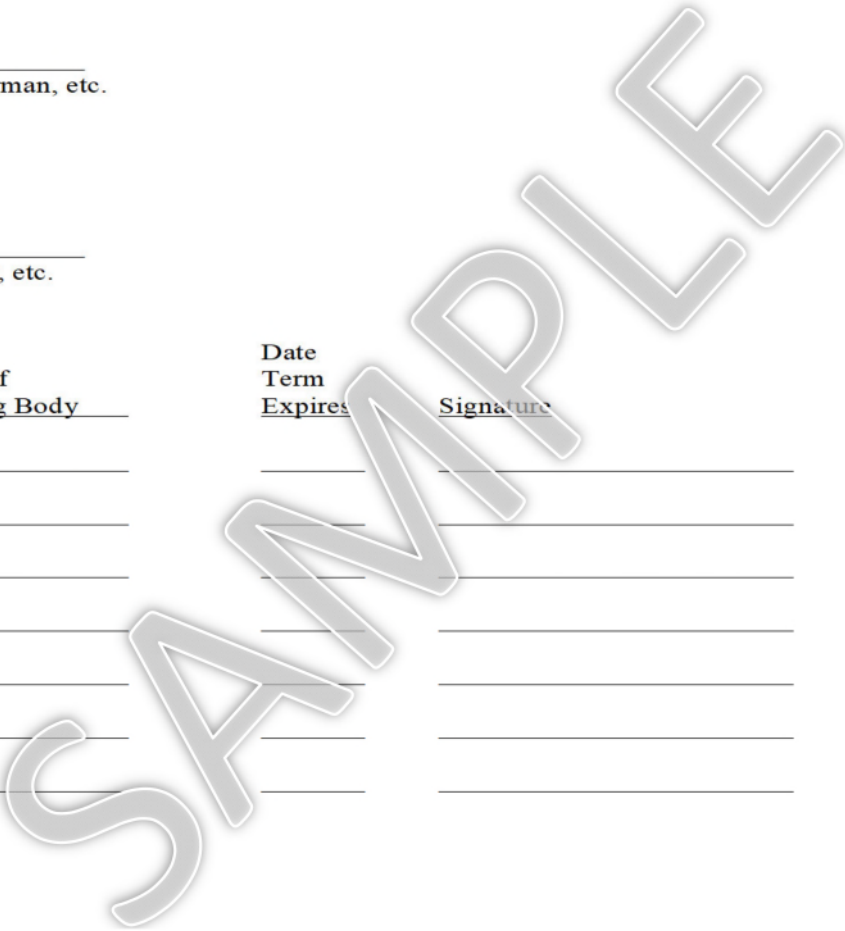 man, etc.
, etc.
Date
f Term
g Body Expires Signature
SAMPLE